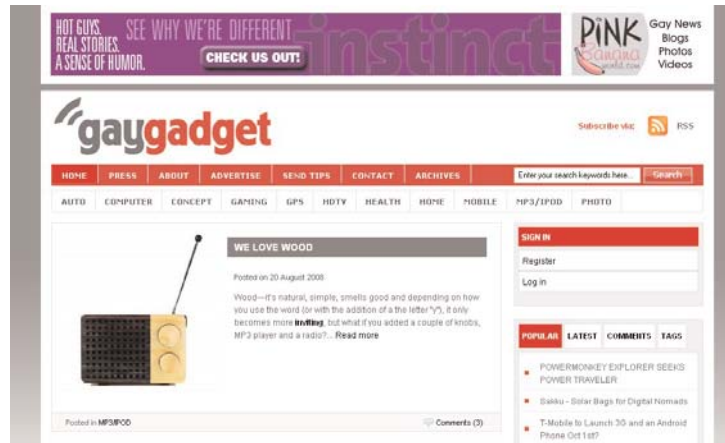 HOT GUYS.
REAL STORIES.
A SENSE OF HUMOR.
SEE WHY WE'RE DIFFERENT
CHECK US OUT!
instinct
PiNK
Banana
world.com
Gay News
Blogs
Photos
Videos
gaygadget
Subscribe via:
RSS
HOME PRESS ABOUT ADVERTISE SEND TIPS CONTACT ARCHIVES
Enter your search keywords here...
Search
AUTO COMPUTER CONCEPT GAMING GPS HDTV HEALTH HOME MOBILE MP3/IPOD PHOTO
WE LOVE WOOD
Posted on 20 August 2008
Wood—it's natural, simple, smells good and depending on how
you use the word (or with the addition of a the letter "y"), it only
becomes more inviting, but what if you added a couple of knobs,
MP3 player and a radio?... Read more
Posted in MP3/IPOD
Comments (3)
SIGN IN
Register
Log in
POPULAR LATEST COMMENTS TAGS
POWERMONKEY EXPLORER SEEKS
POWER TRAVELER
Sakku - Solar Bags for Digital Nomads
T-Mobile to Launch 3G and an Android
Phone Oct 1st?